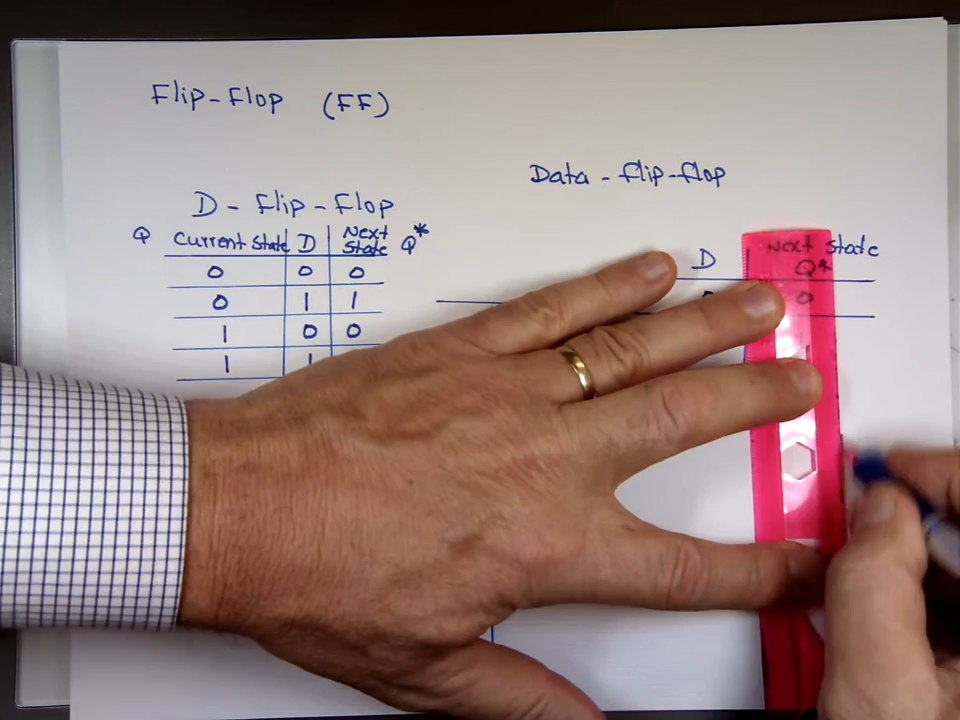 Flip-Flop (FF)
Data - flip-flop
D - Flip-Flop
Q Current State D Next State Q*
0 0 0
0 1 1
1 0 0
1 1
D Next State
Q*
0